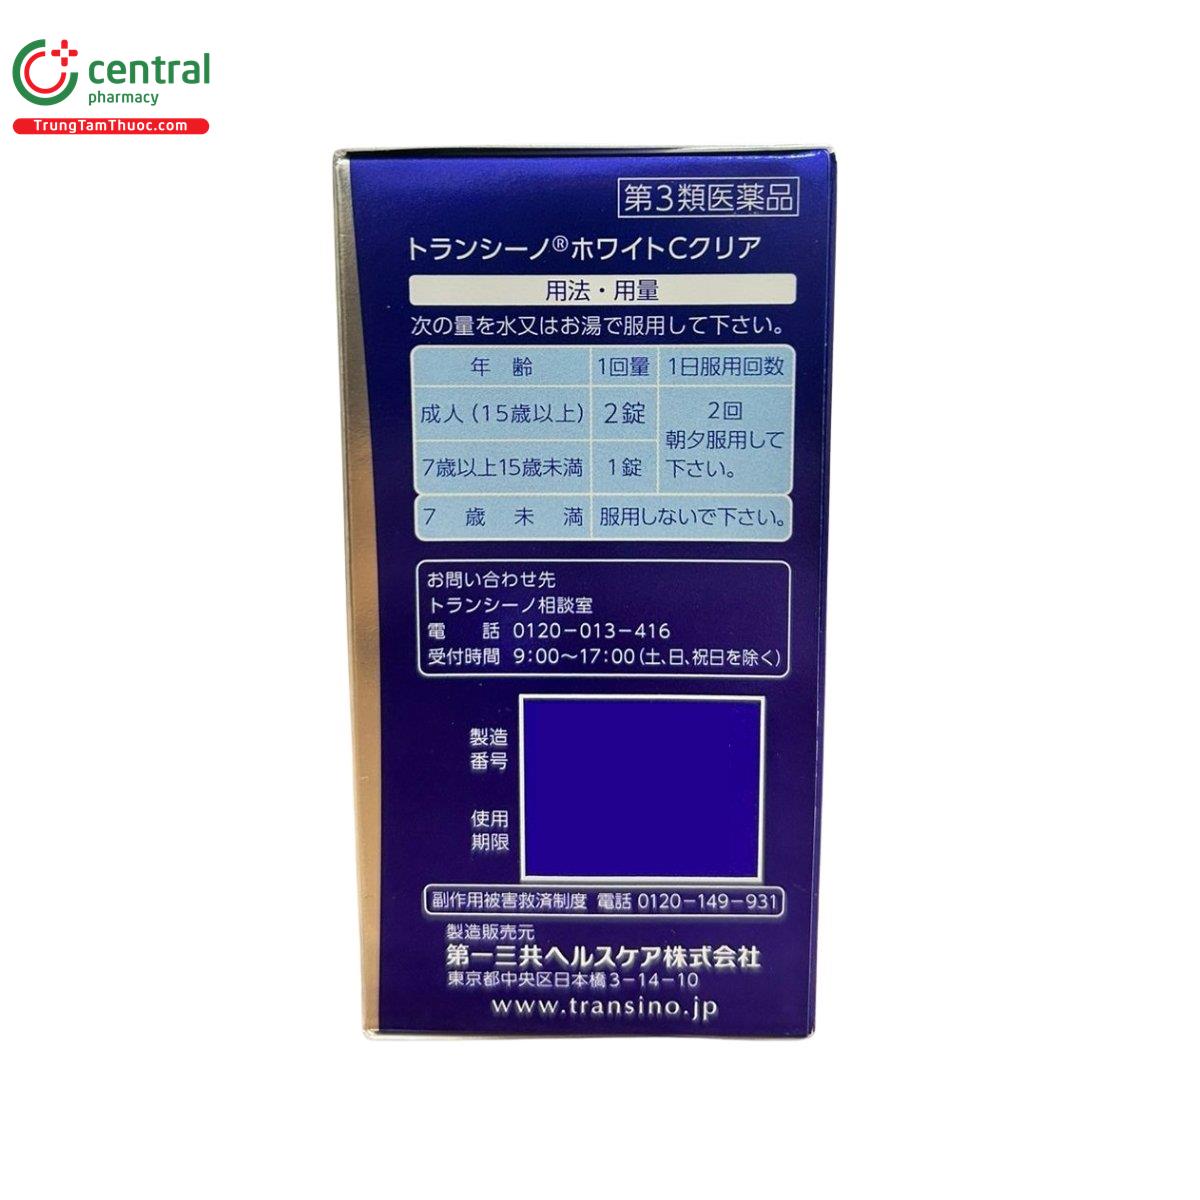 central
pharmacy
TrungTamThuoc.com
第3類医薬品
トランシーノ®ホワイトCクリア
用法・用量
次の量を水又はお湯で服用して下さい。
年 齢 1回量 1日服用回数
成人(15歳以上) 2錠 2回
朝夕服用して
7歳以上15歳未満 1錠 下さい。
7歳未満 服用しないで下さい。
お問い合わせ先
トランシーノ相談室
電 話 0120-013-416
受付時間 9:00~17:00(土、日、祝日を除く)
製造
番号
使用
期限
副作用被害救済制度 電話 0120-149-931
製造販売元
第一三共ヘルスケア株式会社
東京都中央区日本橋3-14-10
www.transino.jp